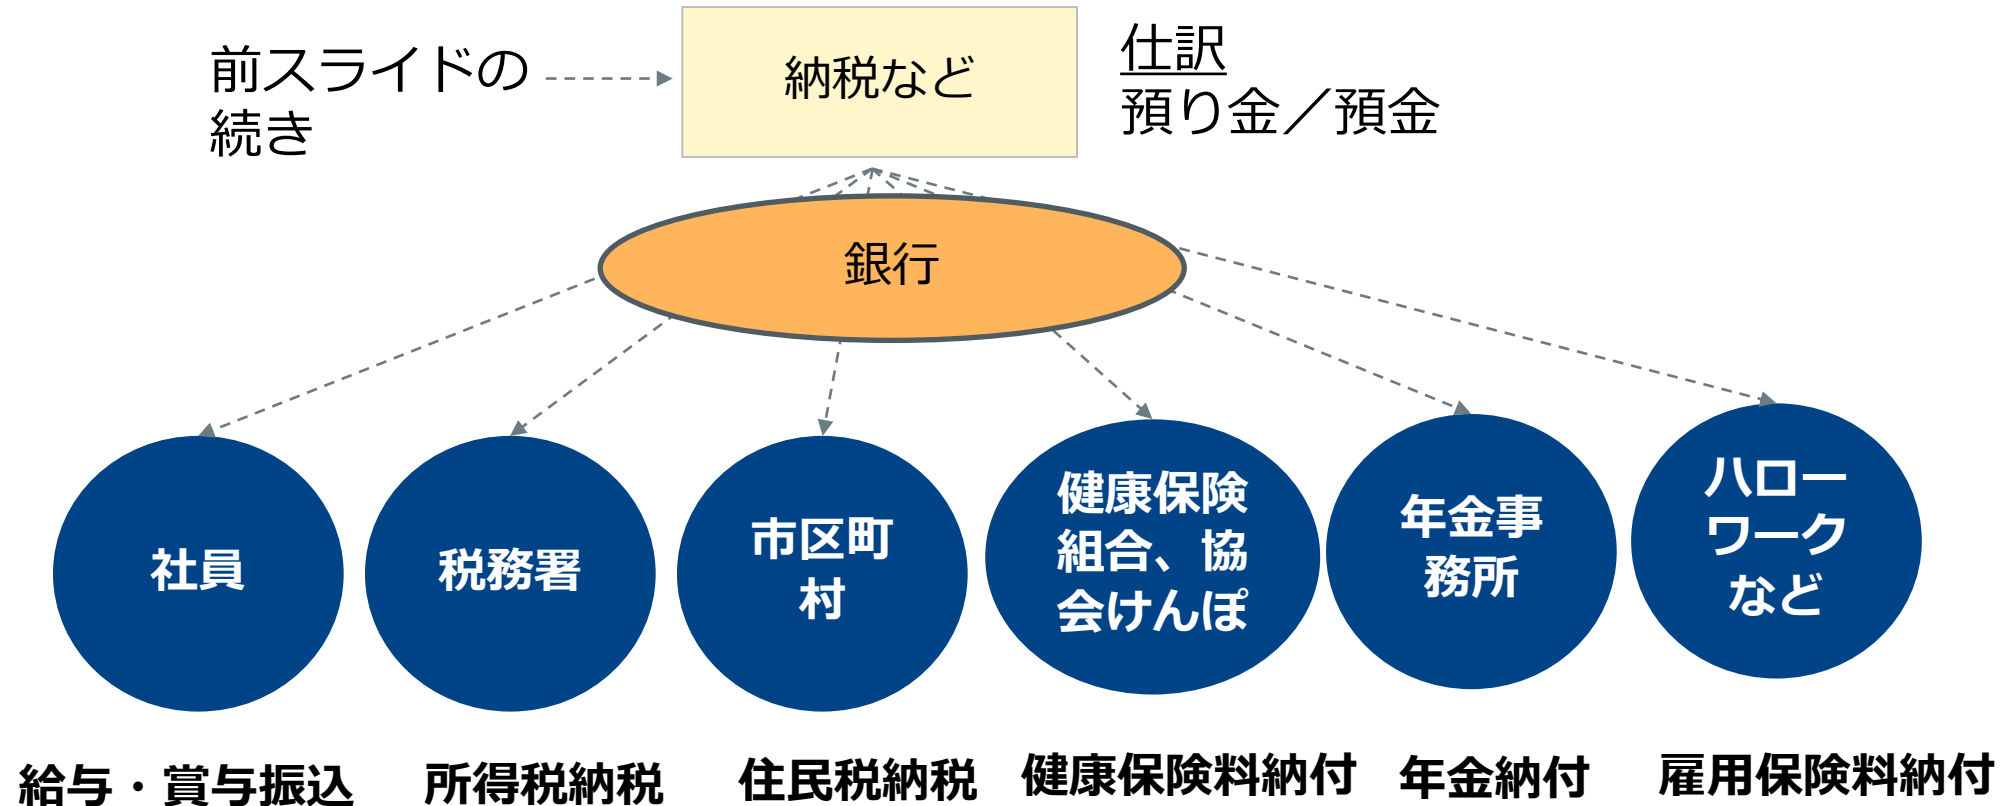 前スライドの
続き
納税など
仕訳
預り金／預金
銀行
社員
税務署
市区町
村
健康保険
組合、協
会けんぽ
年金事
務所
ハロー
ワーク
など
給与・賞与振込
所得税納税
住民税納税
健康保険料納付
年金納付
雇用保険料納付